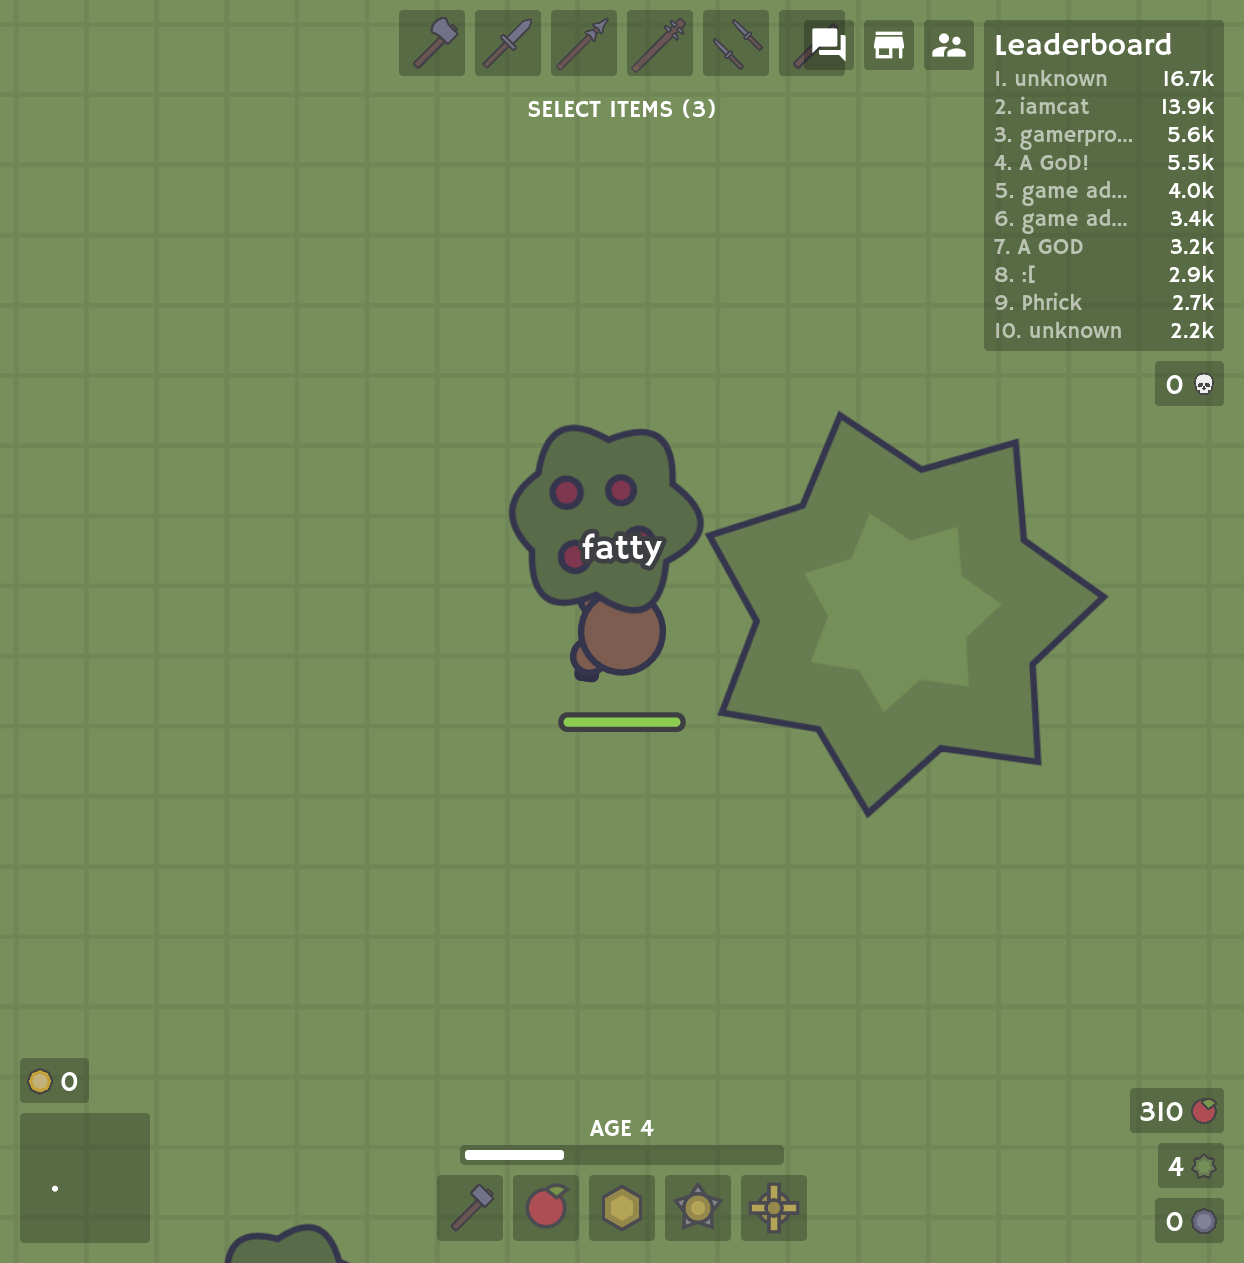 SELECT ITEMS (3)
Leaderboard
1. unknown 16.7k
2. iamcat 13.9k
3. gamerpro... 5.6k
4. A GoD! 5.5k
5. game ad... 4.0k
6. game ad... 3.4k
7. A GOD 3.2k
8. :[ 2.9k
9. Phrick 2.7k
10. unknown 2.2k
0
fatty
0
310
AGE 4
4
0